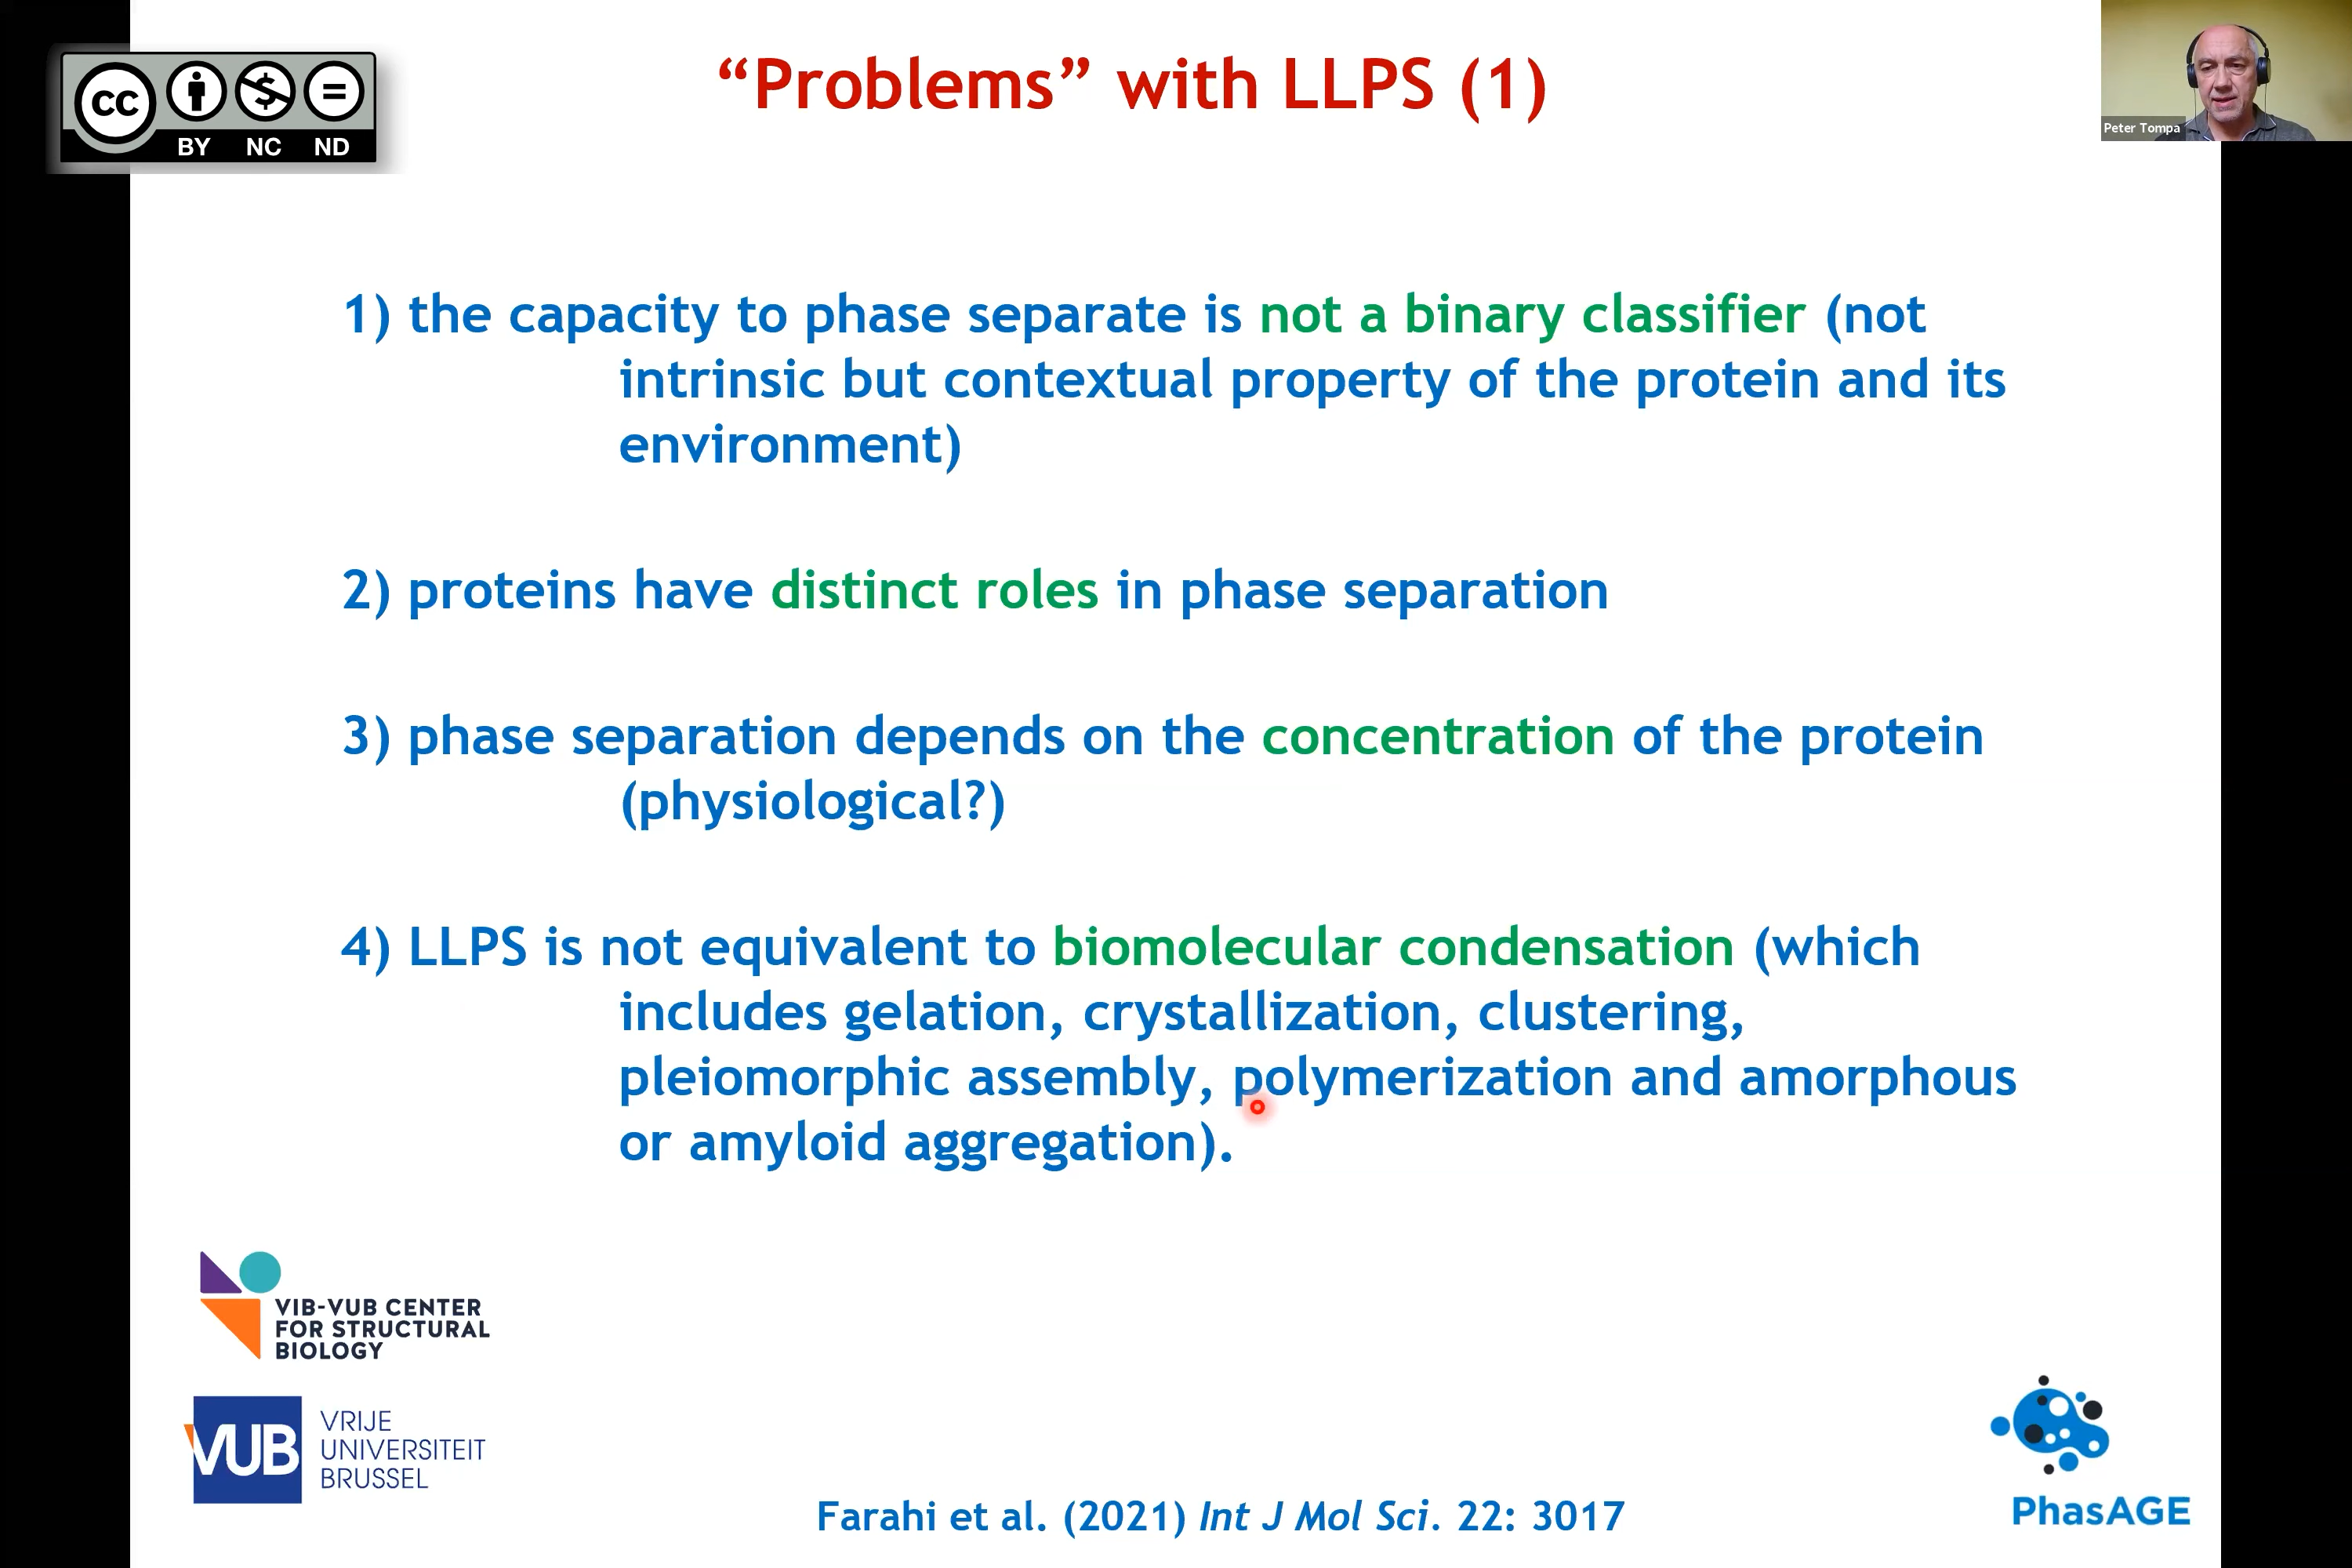 “Problems” with LLPS (1)
cc
BY NC ND
Peter Tompa
1) the capacity to phase separate is not a binary classifier (not
intrinsic but contextual property of the protein and its
environment)
2) proteins have distinct roles in phase separation
3) phase separation depends on the concentration of the protein
(physiological?)
4) LLPS is not equivalent to biomolecular condensation (which
includes gelation, crystallization, clustering,
pleiomorphic assembly, polymerization and amorphous
or amyloid aggregation).
VIB-VUB CENTER
FOR STRUCTURAL
BIOLOGY
VUB
VRIJE
UNIVERSITEIT
BRUSSEL
Farahi et al. (2021) Int J Mol Sci. 22: 3017
PhasAGE